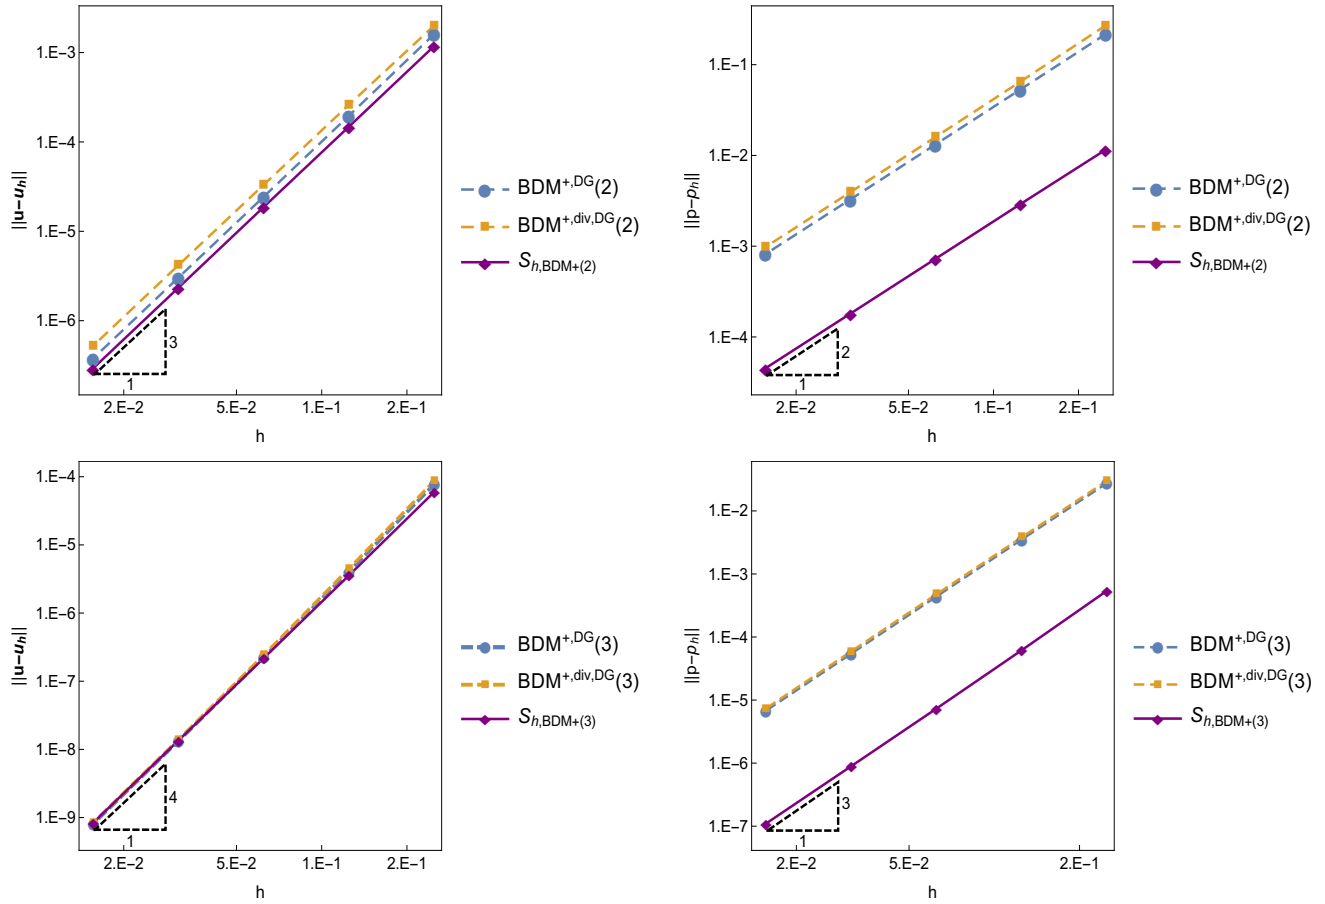 1.E-3
1.E-4
1.E-5
1.E-6
||u-u_h||
2.E-2 5.E-2 1.E-1 2.E-1
h
3
1
BDM^{+,DG}(2)
BDM^{+,div,DG}(2)
S_{h,BDM+(2)}
1.E-1
1.E-2
1.E-3
1.E-4
||p-p_h||
2.E-2 5.E-2 1.E-1 2.E-1
h
2
1
BDM^{+,DG}(2)
BDM^{+,div,DG}(2)
S_{h,BDM+(2)}
1.E-4
1.E-5
1.E-6
1.E-7
1.E-8
1.E-9
||u-u_h||
2.E-2 5.E-2 1.E-1 2.E-1
h
4
1
BDM^{+,DG}(3)
BDM^{+,div,DG}(3)
S_{h,BDM+(3)}
1.E-2
1.E-3
1.E-4
1.E-5
1.E-6
1.E-7
||p-p_h||
2.E-2 5.E-2 2.E-1
h
3
1
BDM^{+,DG}(3)
BDM^{+,div,DG}(3)
S_{h,BDM+(3)}